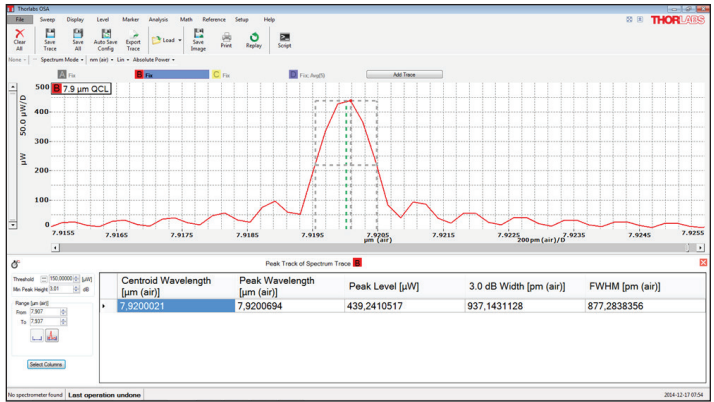 Thorlabs OSA
File Sweep Display Level Marker Analysis Math Reference Setup Help
THORLABS
Clear All Save Trace Save All Auto Save Config Export Trace Load Save Image Print Replay Script
None Spectrum Mode nm (air) Lin Absolute Power
A Fix B Fix C Fix D Fix; Avg(5) Add Trace
B 7.9 µm QCL
50.0 µW/D
µW
500
400
300
200
100
0
7.9155 7.9165 7.9175 7.9185 7.9195 7.9205 7.9215 7.9225 7.9235 7.9245 7.9255
µm (air) 200 pm (air)/D
Peak Track of Spectrum Trace B
Threshold 150,00000 [µW]
Min Peak Height 3.01 dB
Range [µm (air)]
From 7.907
To 7.937
Select Columns
Centroid Wavelength [µm (air)] Peak Wavelength [µm (air)] Peak Level [µW] 3.0 dB Width [pm (air)] FWHM [pm (air)]
7,9200021 7,9200694 439,2410517 937,1431128 877,2838356
No spectrometer found Last operation undone 2014-12-17 07:54